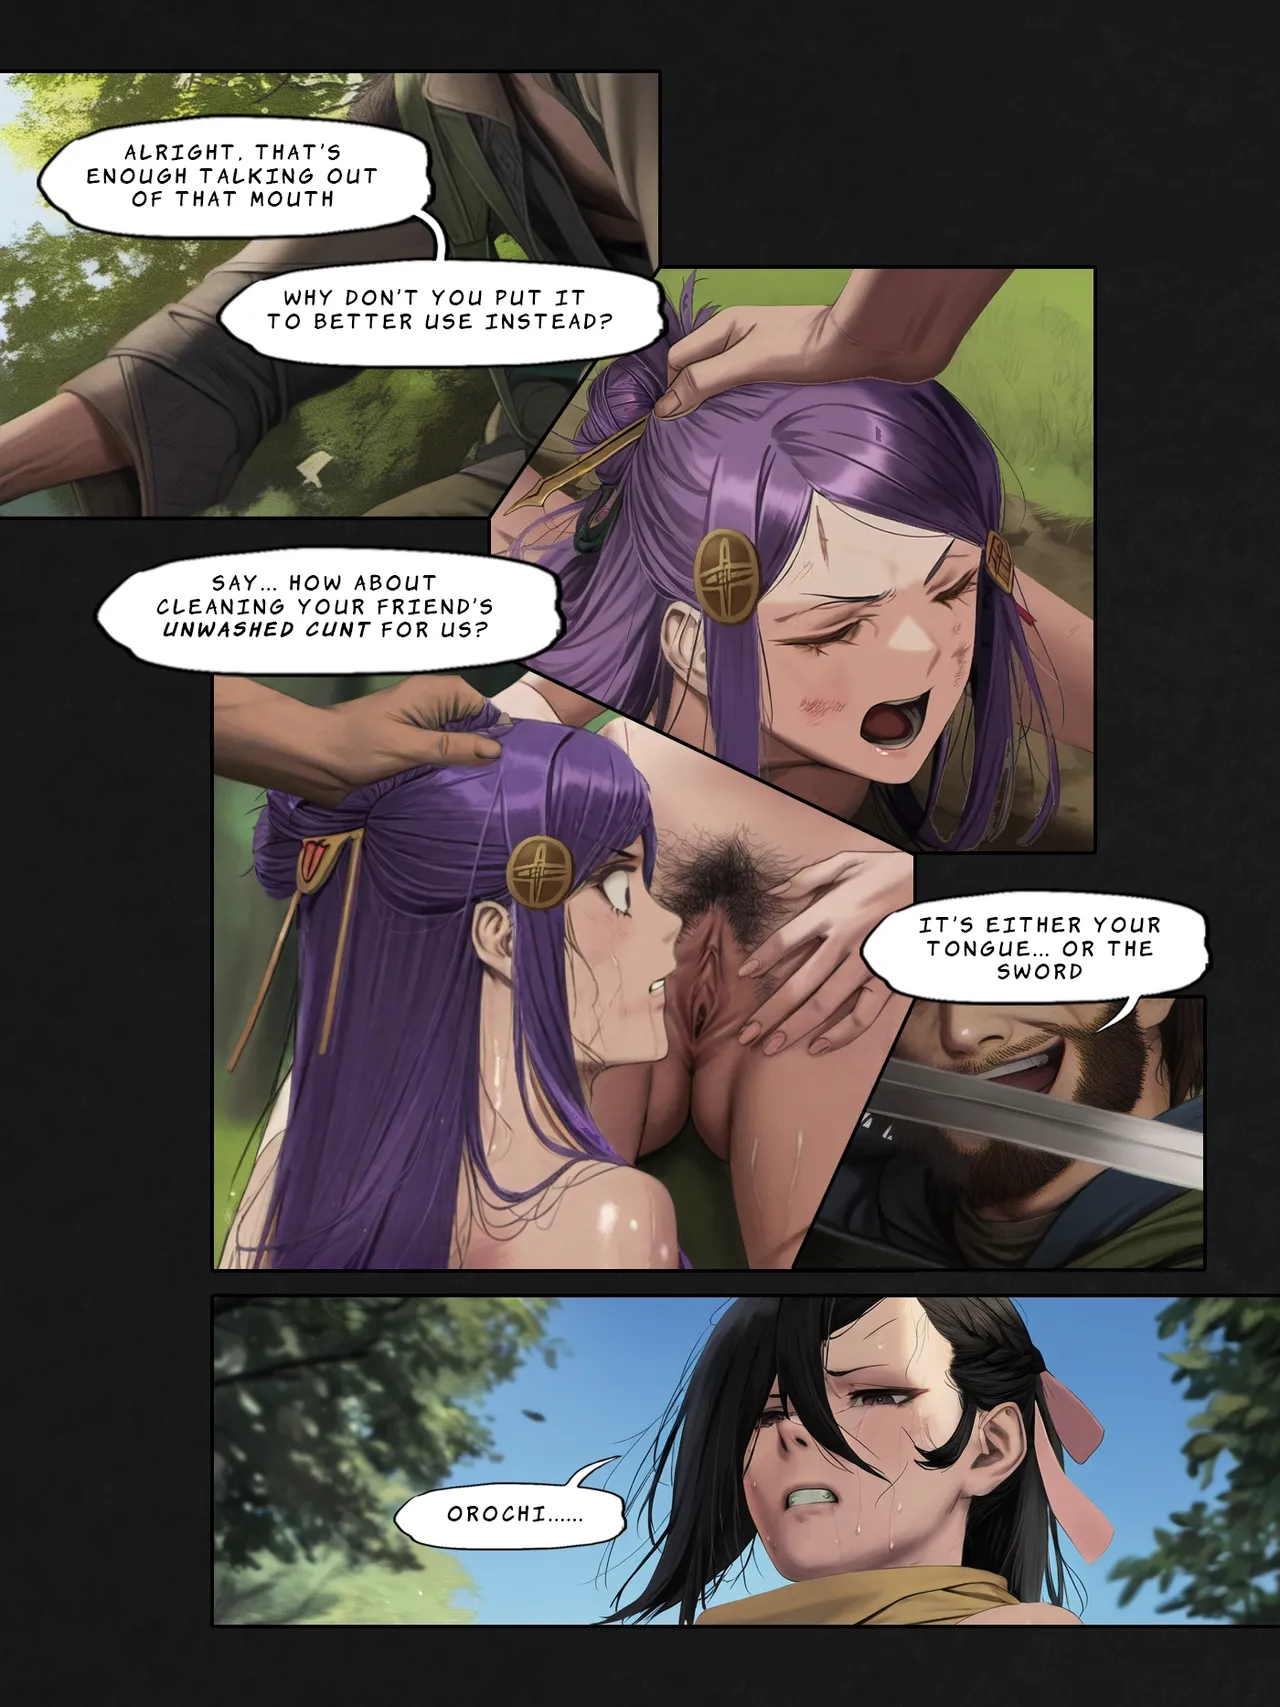 ALRIGHT, THAT'S
ENOUGH TALKING OUT
OF THAT MOUTH
WHY DON'T YOU PUT IT
TO BETTER USE INSTEAD?
SAY... HOW ABOUT
CLEANING YOUR FRIEND'S
UNWASHED CUNT FOR US?
IT'S EITHER YOUR
TONGUE... OR THE
SWORD
OROCHI......